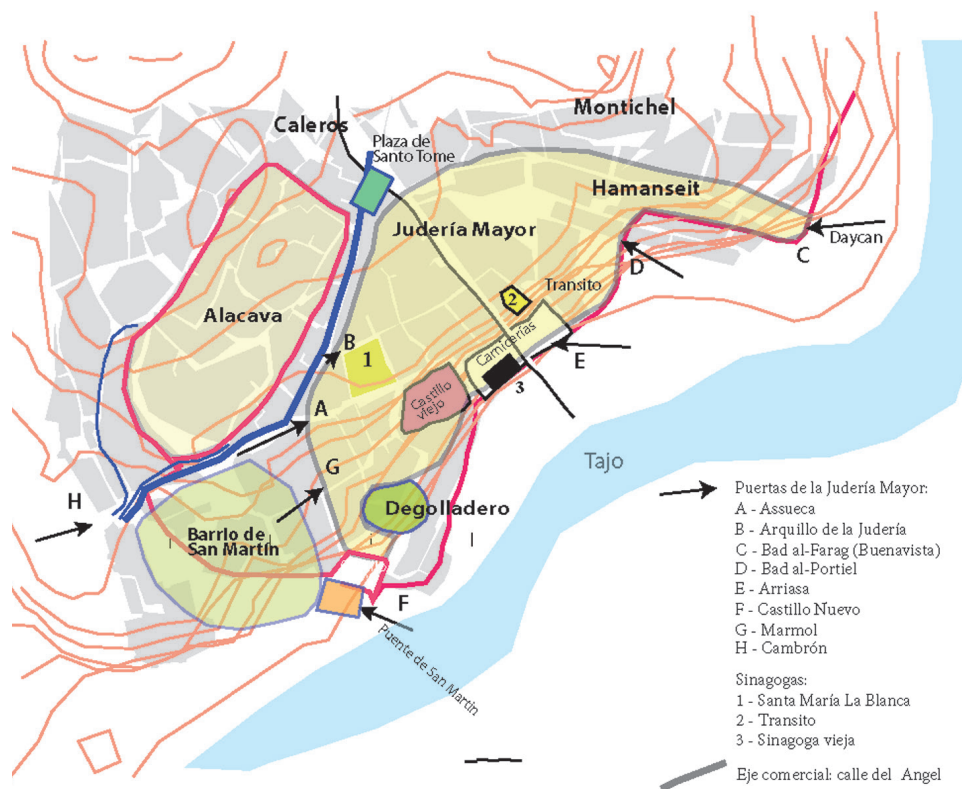 Montichel
Caleros
Plaza de
Santo Tome
Hamanseit
Judería Mayor
Daycan
C
D
Transito
2
Alacava
B
1
Carnicerías
E
3
Castillo
viejo
A
Tajo
G
H
Degolladero
Barrio de
San Martín
F
Puente de San Martín
Puertas de la Judería Mayor:
A - Assueca
B - Arquillo de la Judería
C - Bad al-Farag (Buenavista)
D - Bad al-Portiel
E - Arriasa
F - Castillo Nuevo
G - Marmol
H - Cambrón
Sinagogas:
1 - Santa María La Blanca
2 - Transito
3 - Sinagoga vieja
Eje comercial: calle del Angel